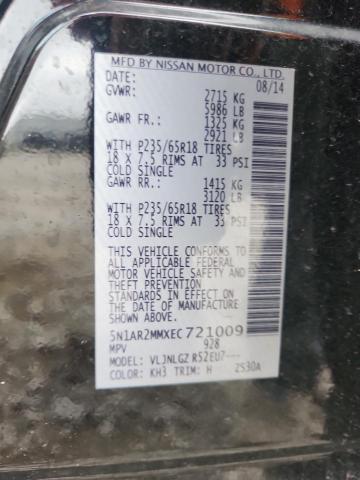 MFD BY NISSAN MOTOR CO., LTD.
DATE: 08/14
GVWR: 2715 KG
5986 LB
GAWR FR: 1325 KG
2921 LB
WITH P235/65R18 TIRES
18 X 7.5 RIMS AT 33 PSI
COLD SINGLE
GAWR RR: 1415 KG
3120 LB
WITH P235/65R18 TIRES
18 X 7.5 RIMS AT 33 PSI
COLD SINGLE
THIS VEHICLE CONFORMS TO
ALL APPLICABLE FEDERAL
MOTOR VEHICLE SAFETY AND
THEFT PREVENTION
STANDARDS IN EFFECT ON
THE DATE OF MANUFACTURE
SHOWN ABOVE.
5N1AR2MMXEC721009
MPV 928
MODEL: VLJNLGZ R52EU7---
COLOR: KH3 TRIM: H 2530A